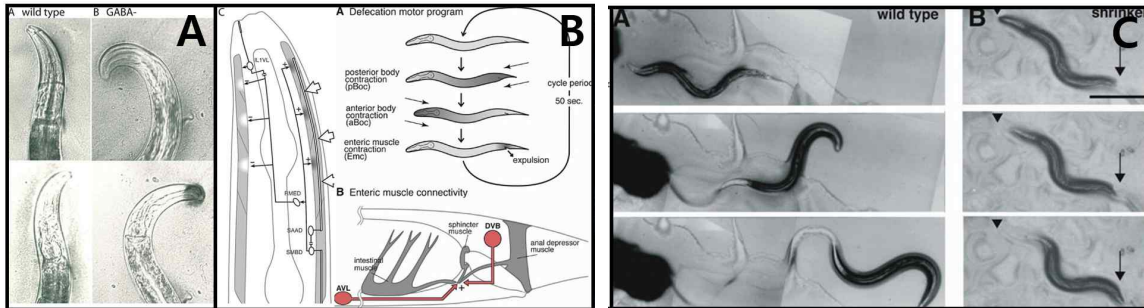 A wild type
B GABA-
A
C
IL1VL
RMED
SAAD
SMBD
B
A Defecation motor program
posterior body
contraction
(pBoc)
anterior body
contraction
(aBoc)
enteric muscle
contraction
(Emc)
cycle period
50 sec.
expulsion
B Enteric muscle connectivity
sphincter
muscle
DVB
anal depressor
muscle
intestinal
muscle
AVL
+
A
wild type
B
shrinker
C